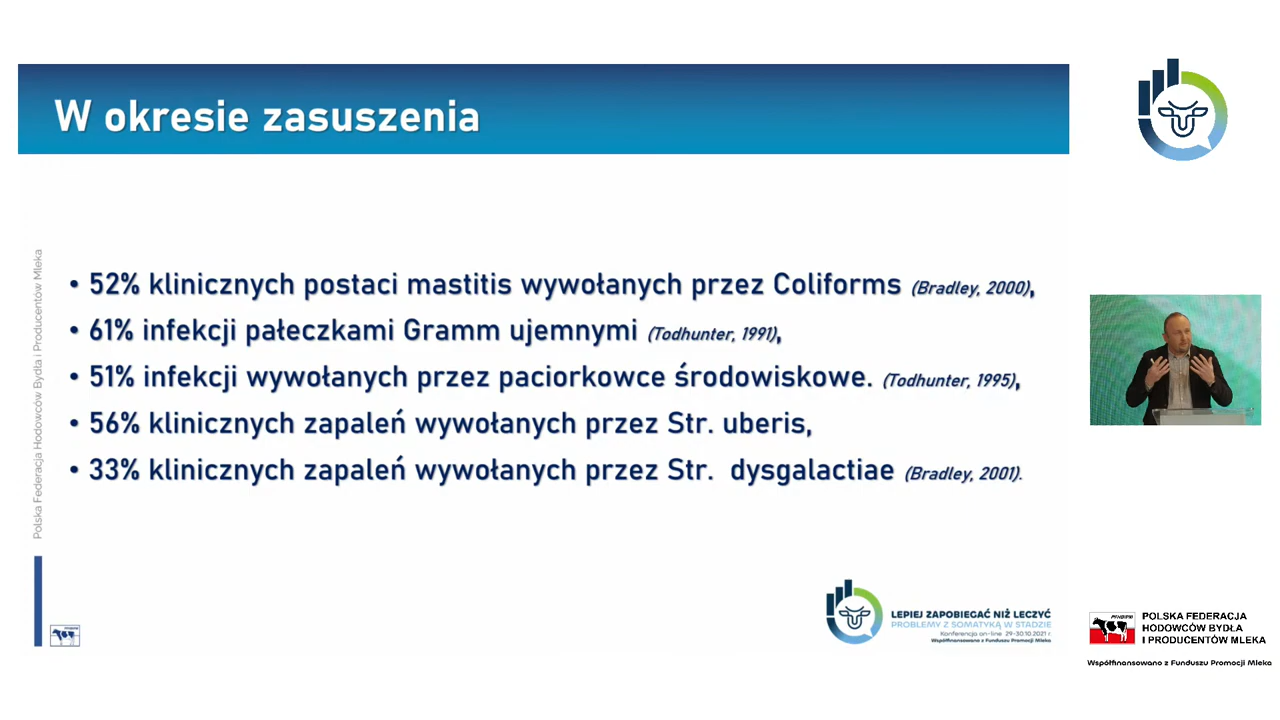 W okresie zasuszenia
• 52% klinicznych postaci mastitis wywołanych przez Coliforms (Bradley, 2000),
• 61% infekcji pałeczkami Gramm ujemnymi (Todhunter, 1991),
• 51% infekcji wywołanych przez paciorkowce środowiskowe. (Todhunter, 1995),
• 56% klinicznych zapaleń wywołanych przez Str. uberis,
• 33% klinicznych zapaleń wywołanych przez Str. dysgalactiae (Bradley, 2001).
Polska Federacja Hodowców Bydła i Producentów Mleka
LEPIEJ ZAPOBIEGAĆ NIŻ LECZYĆ
PROBLEMY Z SOMATYKĄ W STADZIE
Konferencja on-line 29-30.10.2021 r.
Współfinansowano z Funduszu Promocji Mleka
POLSKA FEDERACJA
HODOWCÓW BYDŁA
I PRODUCENTÓW MLEKA
Współfinansowano z Funduszu Promocji Mleka